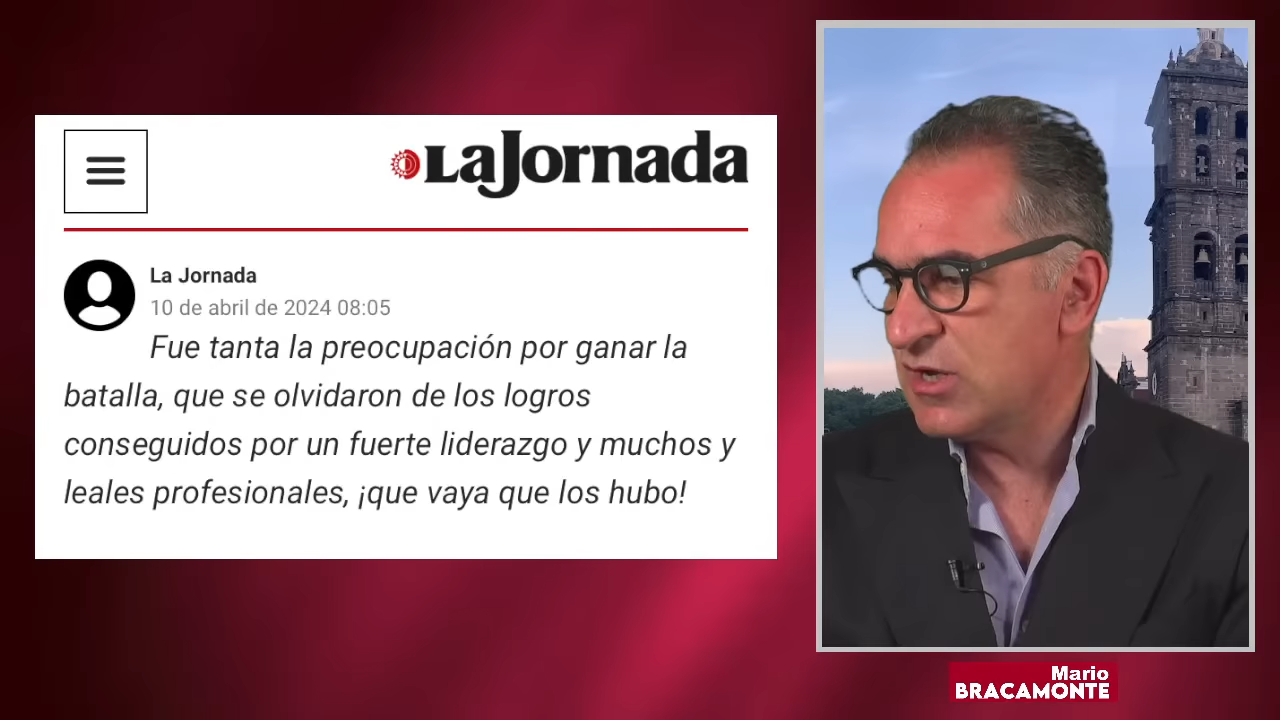 LaJornada
La Jornada
10 de abril de 2024 08:05
Fue tanta la preocupación por ganar la
batalla, que se olvidaron de los logros
conseguidos por un fuerte liderazgo y muchos y
leales profesionales, ¡que vaya que los hubo!
Mario
BRACAMONTE